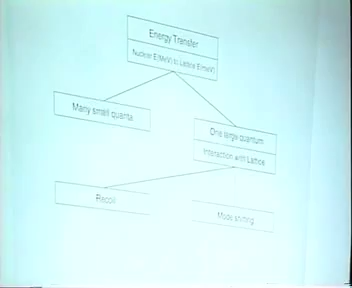 Energy Transfer
Nuclear E(MeV) to Lattice E(meV)
Many small quanta
One large quantum
Interaction with Lattice
Recoil
Mode shifting